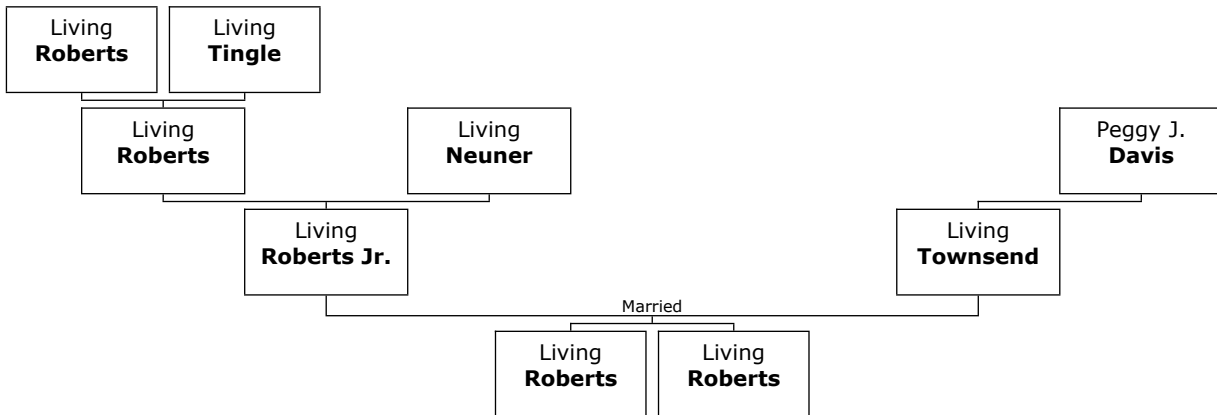 Living
Roberts
Living
Tingle
Living
Roberts
Living
Neuner
Peggy J.
Davis
Living
Roberts Jr.
Living
Townsend
Married
Living
Roberts
Living
Roberts